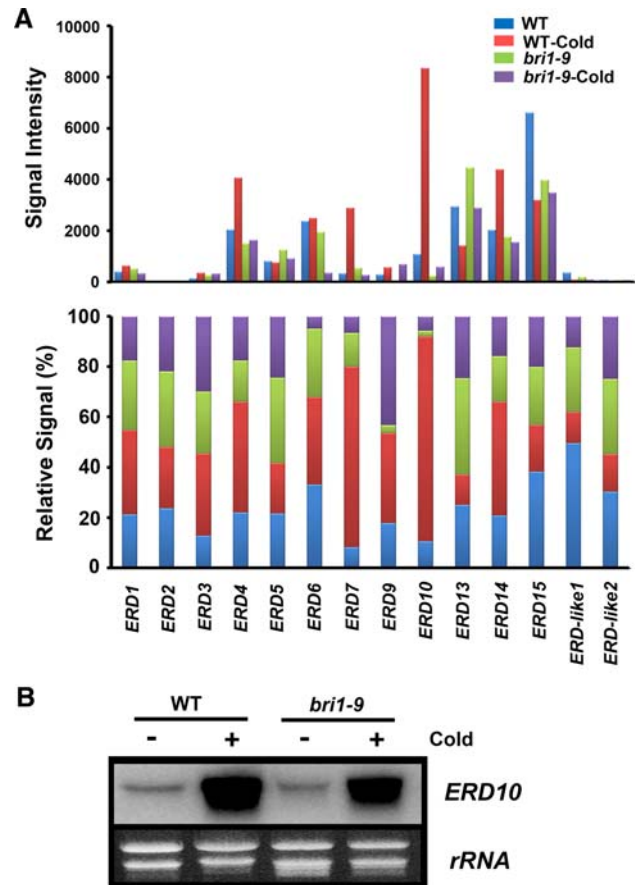 A
WT
WT-Cold
bri1-9
bri1-9-Cold
Signal Intensity
10000
8000
6000
4000
2000
0
Relative Signal (%)
100
80
60
40
20
0
ERD1
ERD2
ERD3
ERD4
ERD5
ERD6
ERD7
ERD9
ERD10
ERD13
ERD14
ERD15
ERD-like1
ERD-like2
B
WT bri1-9
- + - + Cold
ERD10
rRNA